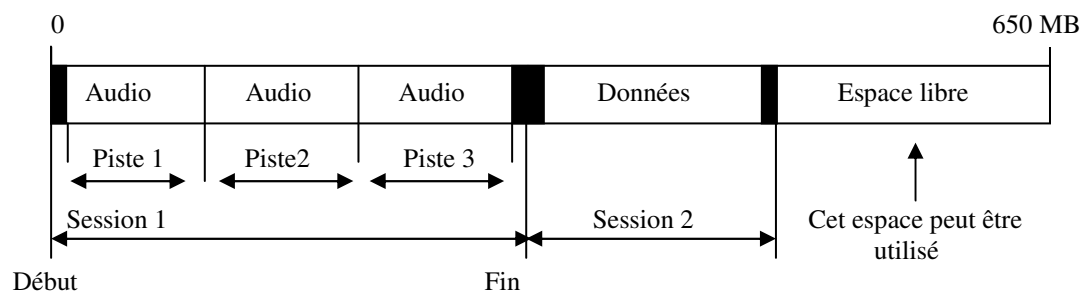 0 650 MB
Audio Audio Audio Données Espace libre
Piste 1 Piste2 Piste 3
Session 1 Session 2 Cet espace peut être
utilisé
Début Fin